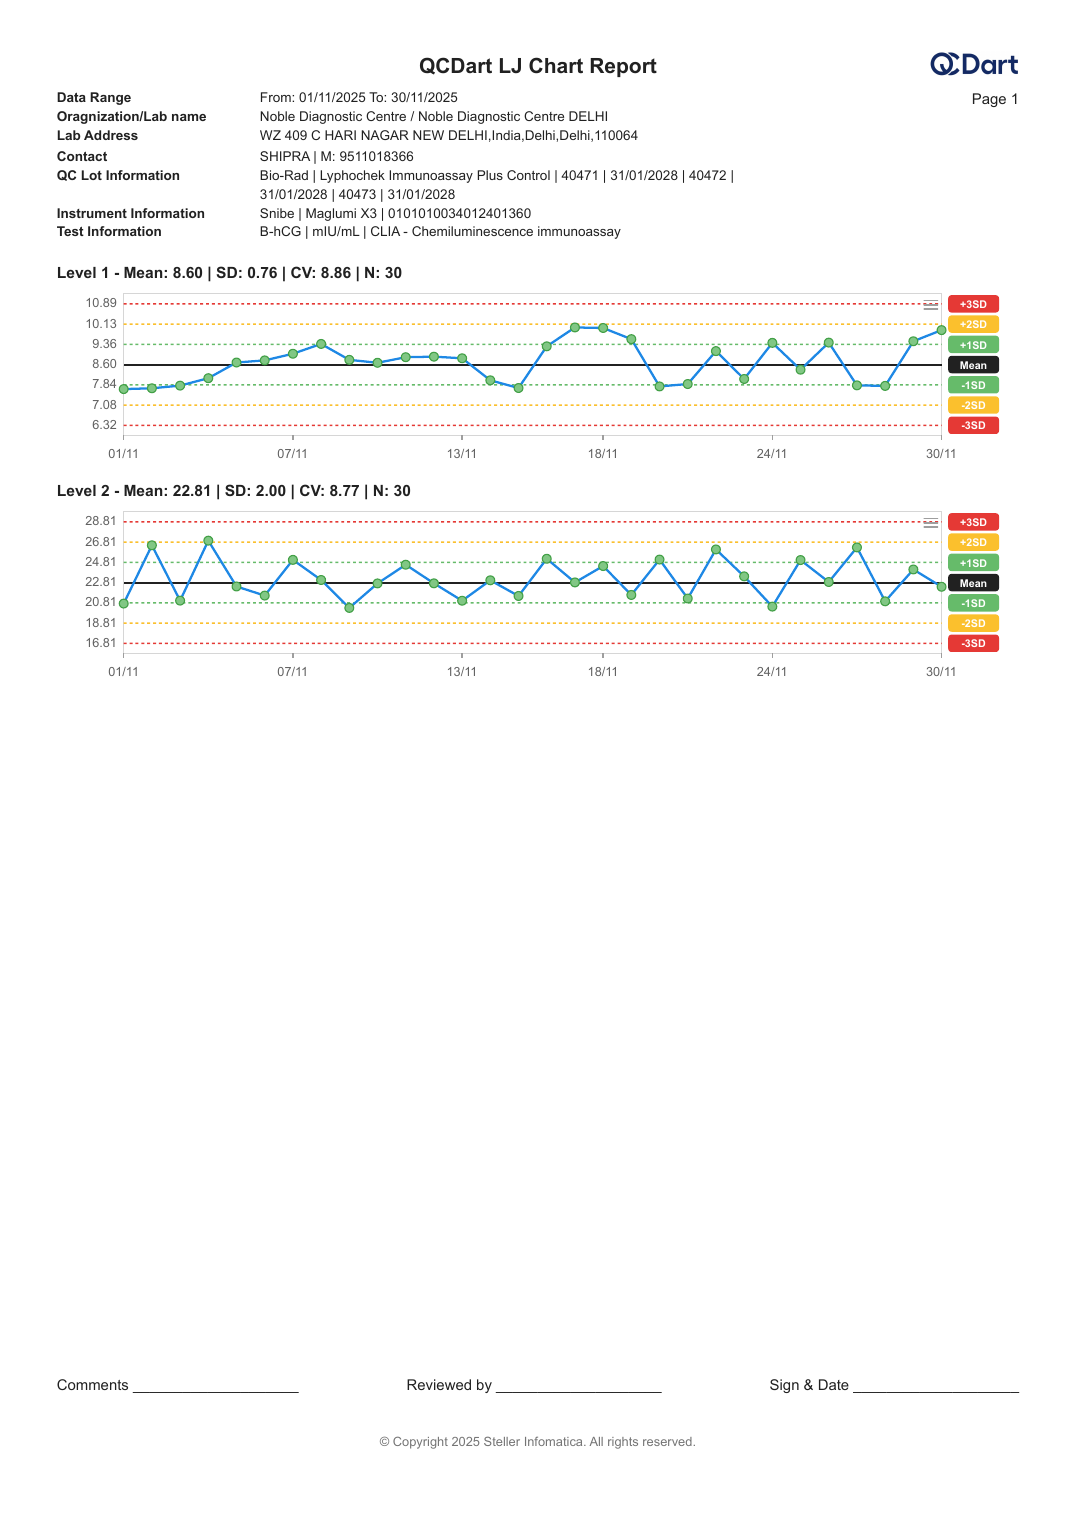 QCDart LJ Chart Report
QCDart
Page 1
Data Range From: 01/11/2025 To: 30/11/2025
Oragnization/Lab name Noble Diagnostic Centre / Noble Diagnostic Centre DELHI
Lab Address WZ 409 C HARI NAGAR NEW DELHI,India,Delhi,Delhi,110064
Contact SHIPRA | M: 9511018366
QC Lot Information Bio-Rad | Lyphochek Immunoassay Plus Control | 40471 | 31/01/2028 | 40472 |
31/01/2028 | 40473 | 31/01/2028
Instrument Information Snibe | Maglumi X3 | 0101010034012401360
Test Information B-hCG | mIU/mL | CLIA - Chemiluminescence immunoassay
Level 1 - Mean: 8.60 | SD: 0.76 | CV: 8.86 | N: 30
10.89 +3SD
10.13 +2SD
9.36 +1SD
8.60 Mean
7.84 -1SD
7.08 -2SD
6.32 -3SD
01/11 07/11 13/11 18/11 24/11 30/11
Level 2 - Mean: 22.81 | SD: 2.00 | CV: 8.77 | N: 30
28.81 +3SD
26.81 +2SD
24.81 +1SD
22.81 Mean
20.81 -1SD
18.81 -2SD
16.81 -3SD
01/11 07/11 13/11 18/11 24/11 30/11
Comments ____________________ Reviewed by ____________________ Sign & Date ____________________
© Copyright 2025 Steller Infomatica. All rights reserved.